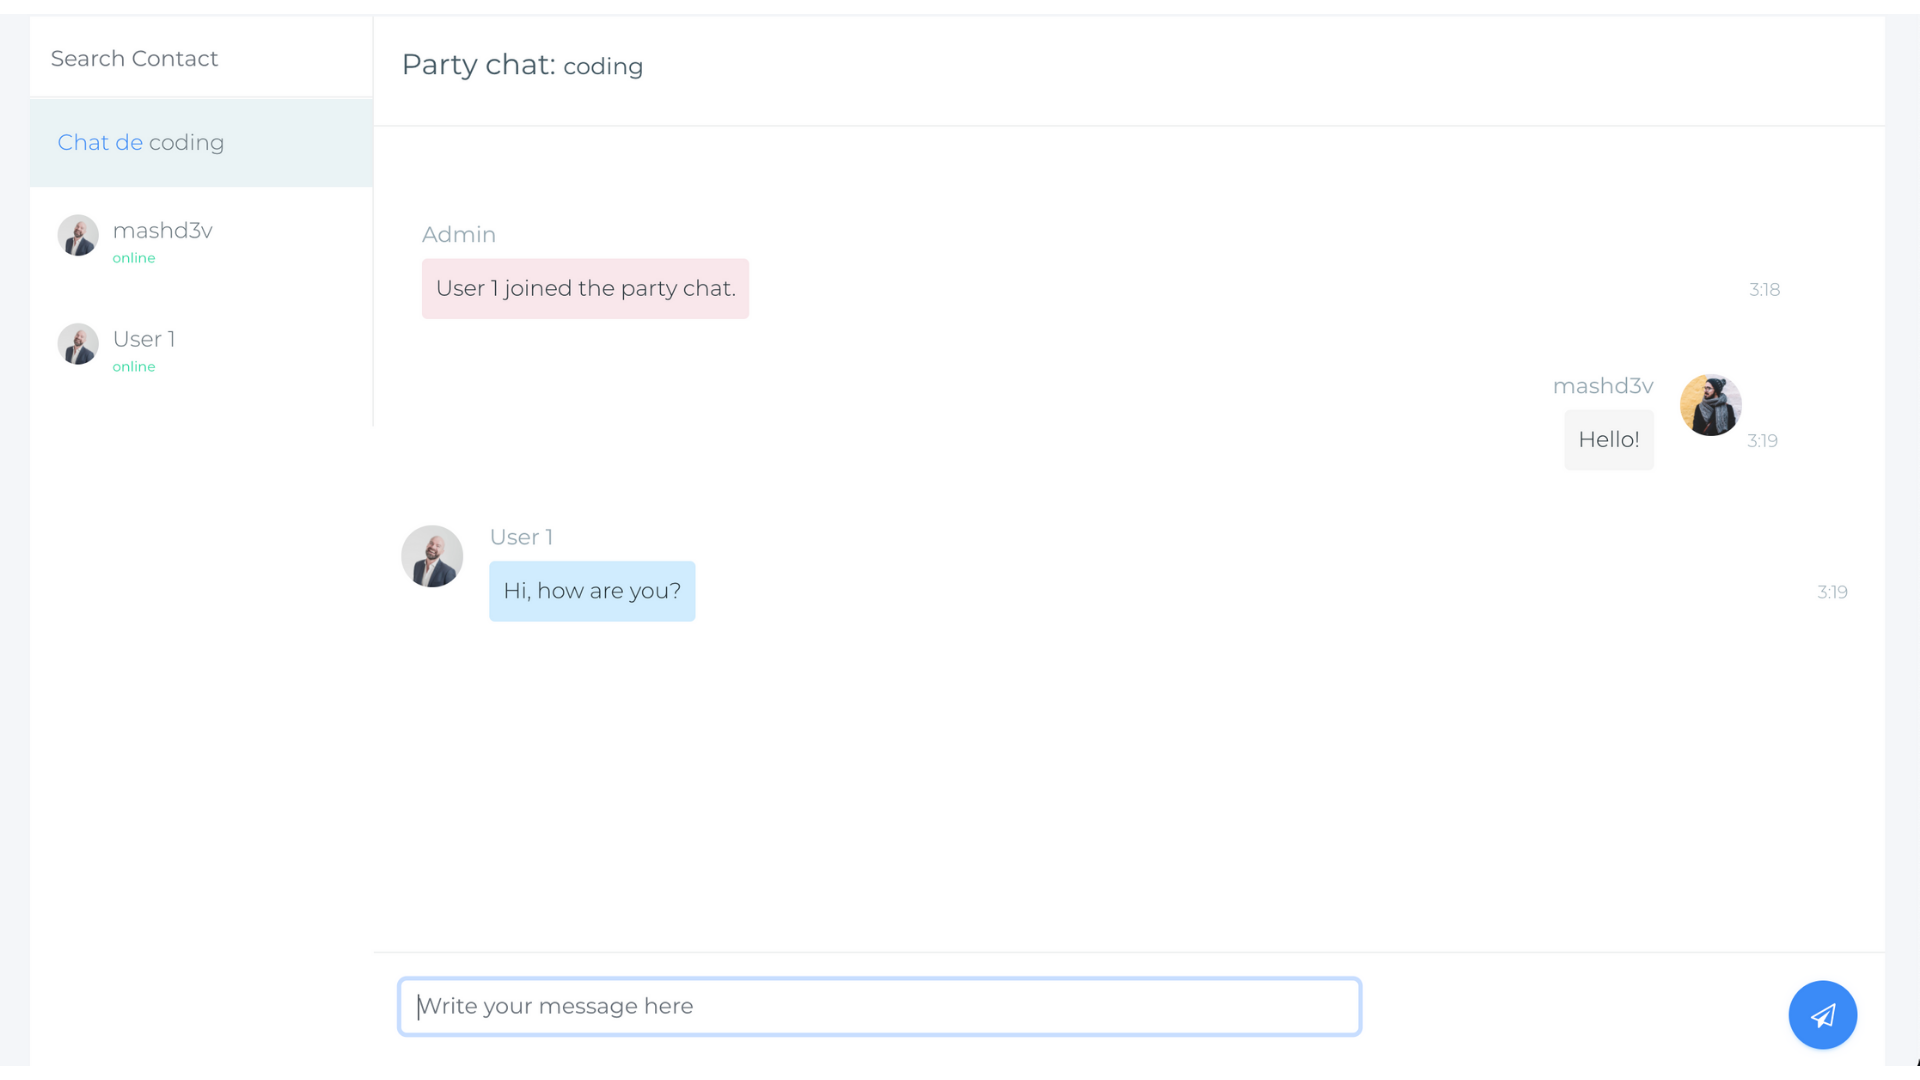 Search Contact
Chat de coding
mashd3v
online
User 1
online
Party chat: coding
Admin
User 1 joined the party chat.
3:18
mashd3v
Hello!
3:19
User 1
Hi, how are you?
3:19
Write your message here